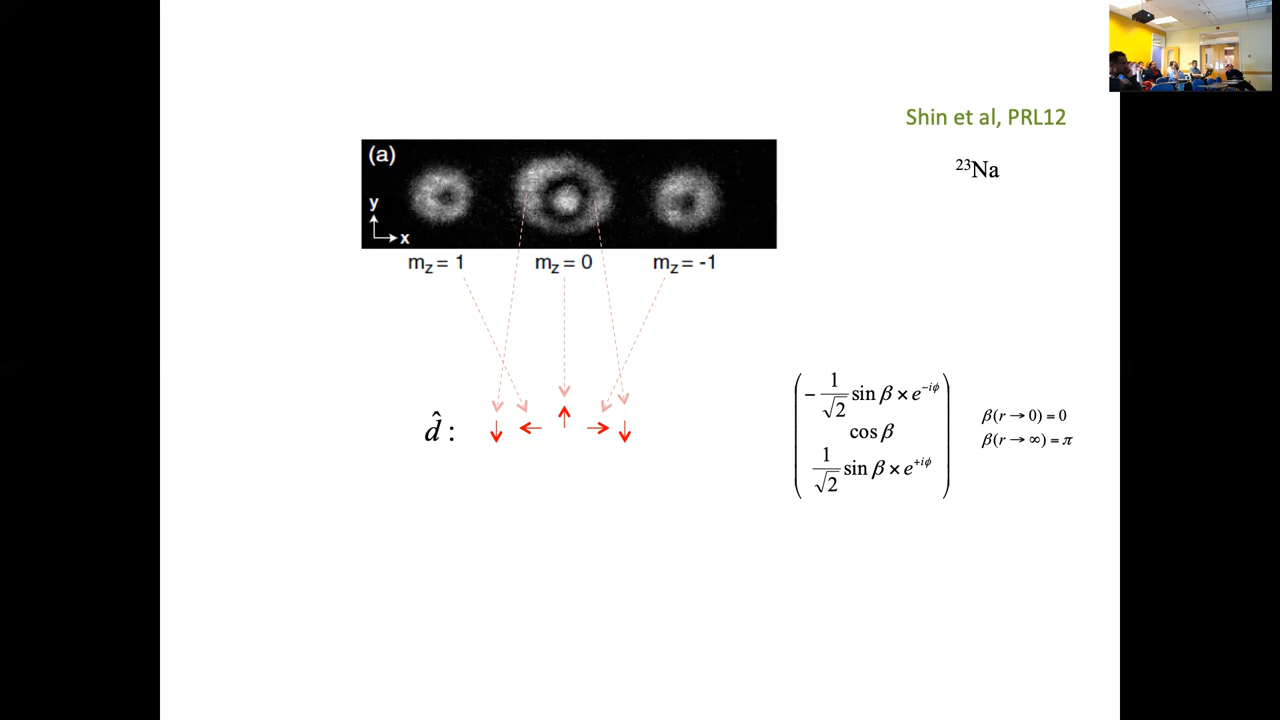 Shin et al, PRL12
²³Na
(a)
y
x
m_z = 1
m_z = 0
m_z = -1
d̂ :
− 1/√2 sin β × e^{−iϕ}
cos β
1/√2 sin β × e^{+iϕ}
β(r → 0) = 0
β(r → ∞) = π